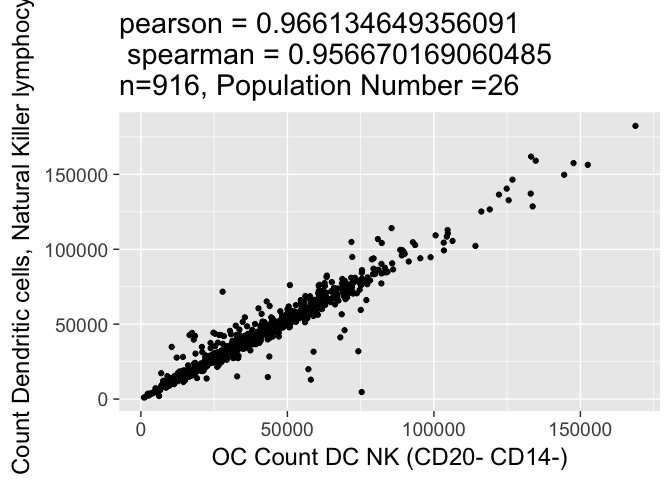 pearson = 0.966134649356091
spearman = 0.956670169060485
n=916, Population Number =26
Count Dendritic cells, Natural Killer
150000
100000
50000
0
0 50000 100000 150000
OC Count DC NK (CD20- CD14-)